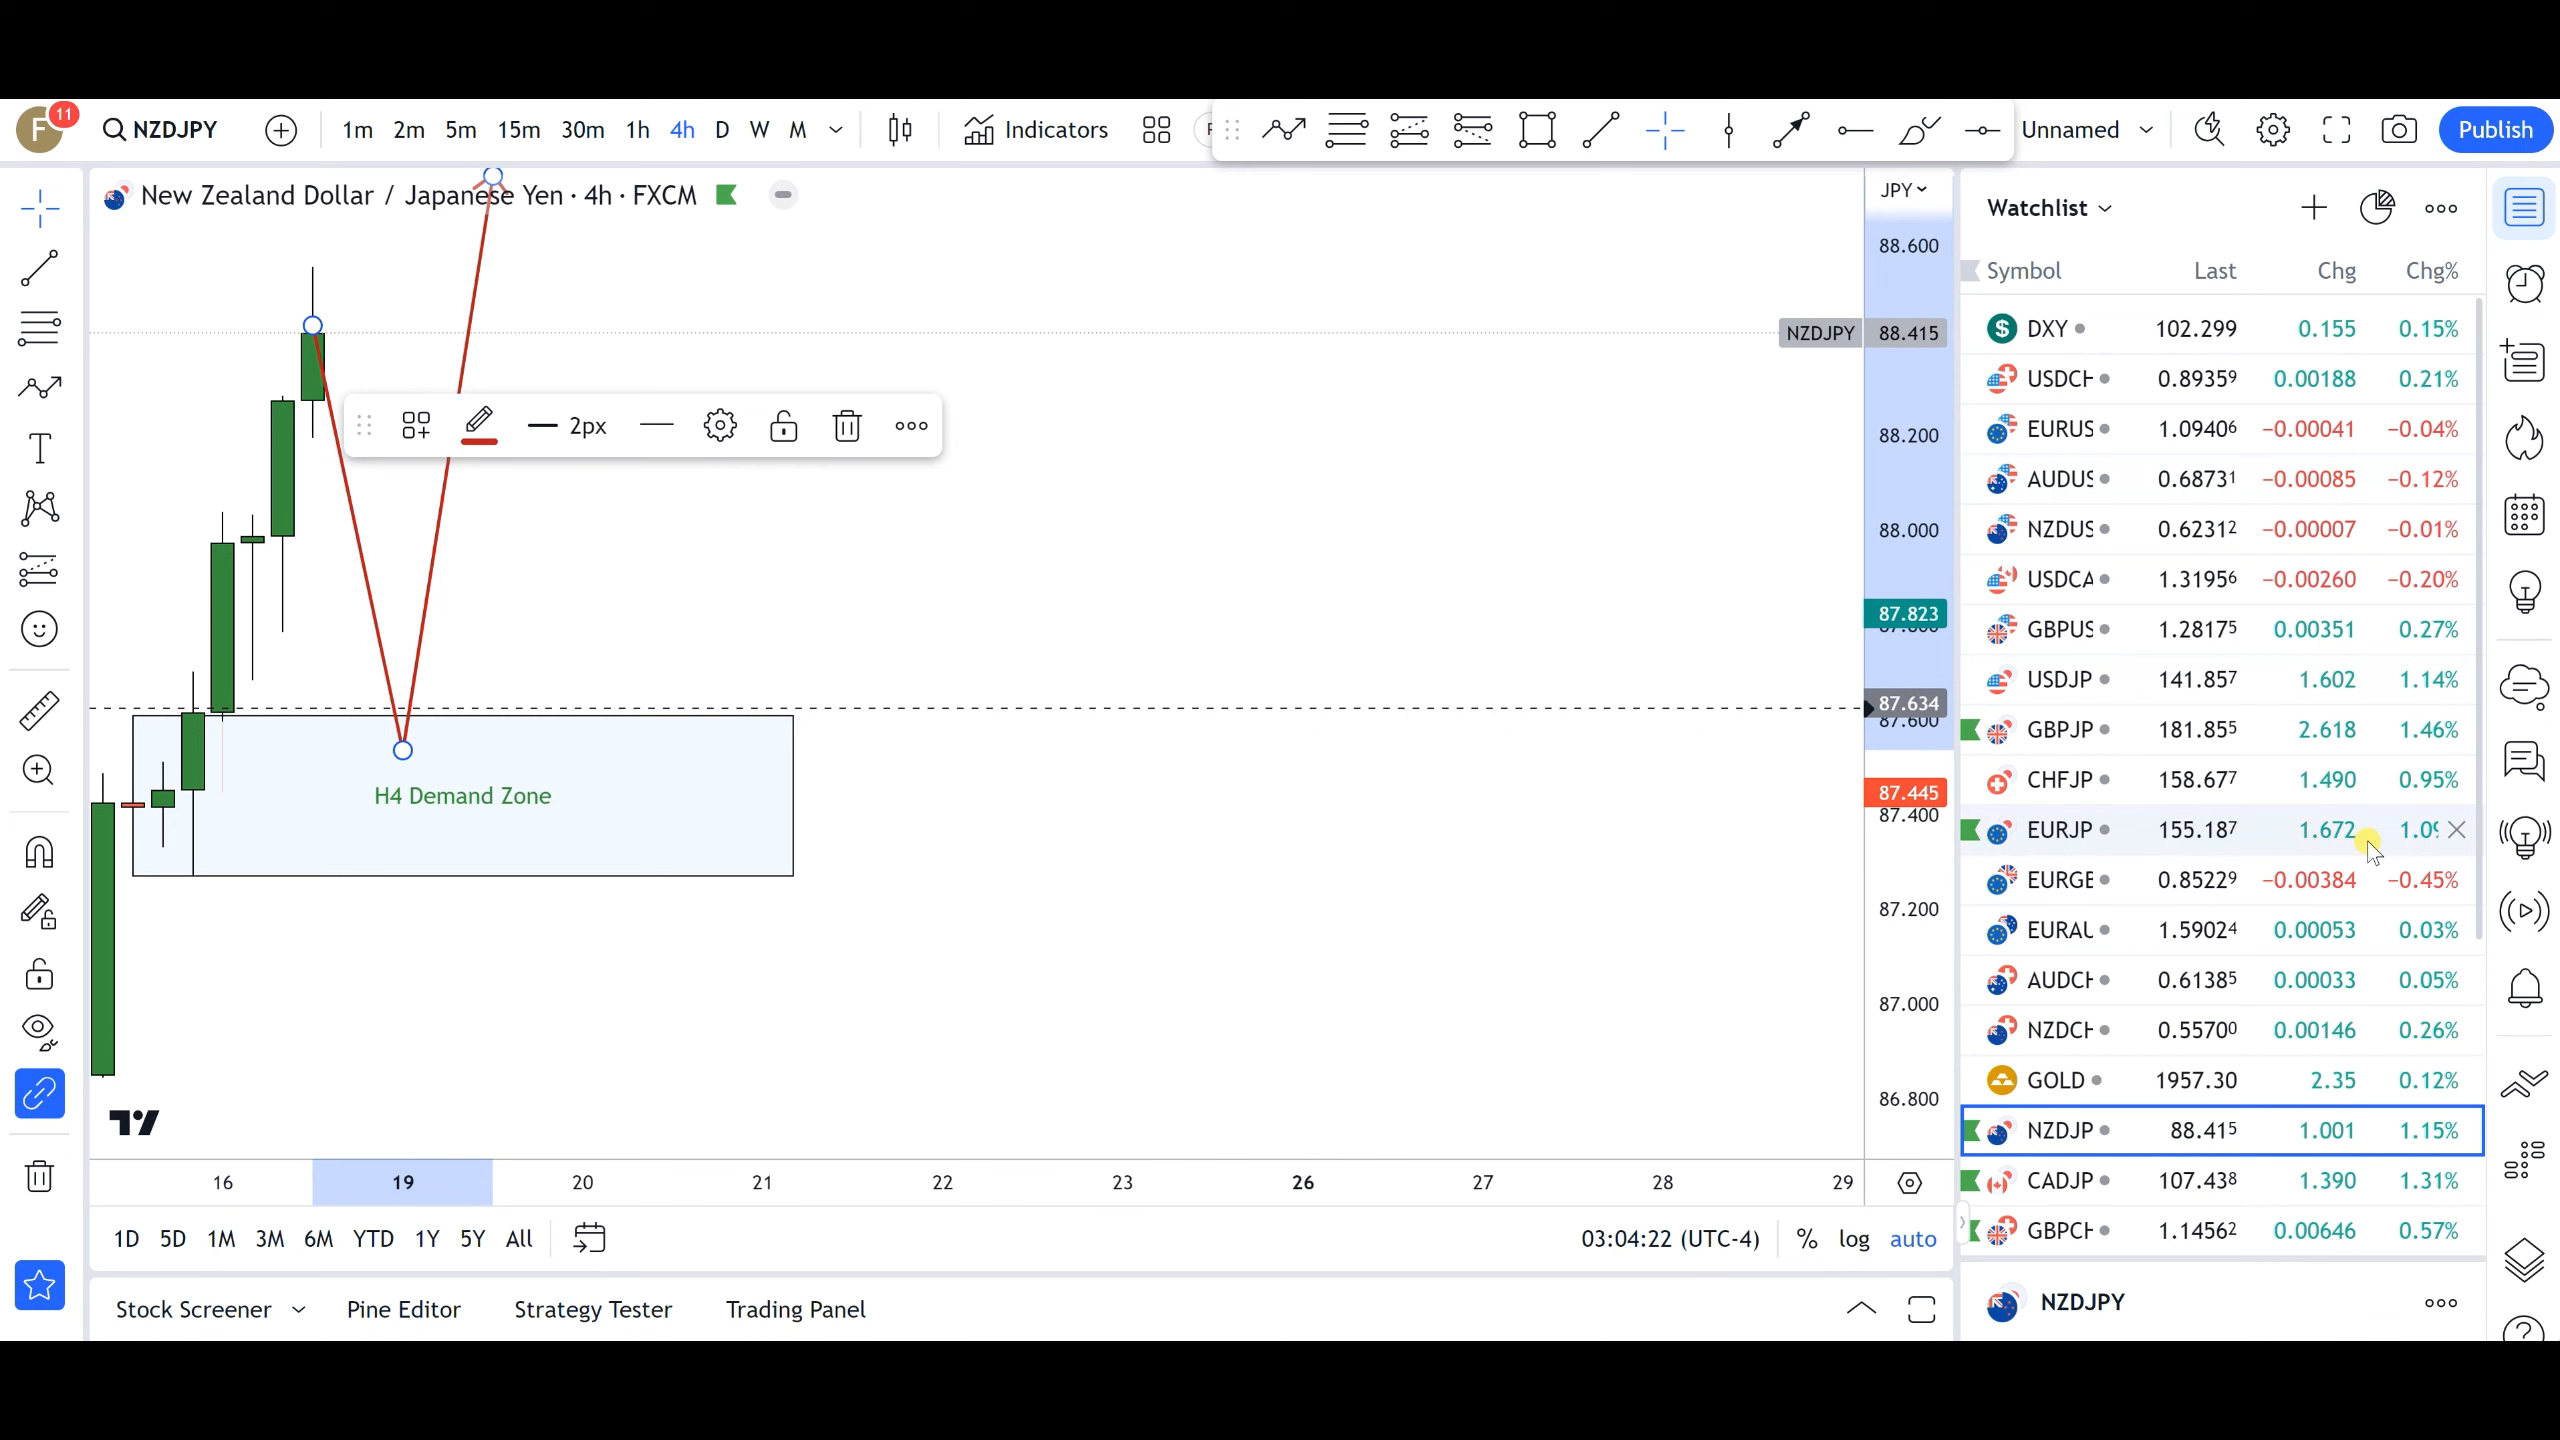 F 11 NZDJPY 1m 2m 5m 15m 30m 1h 4h D W M Indicators Unnamed Publish
New Zealand Dollar / Japanese Yen · 4h · FXCM
JPY
88.600
NZDJPY 88.415
88.200
88.000
87.823
87.634
87.600
87.445
87.400
87.200
87.000
86.800
2px
H4 Demand Zone
16 19 20 21 22 23 26 27 28 29
1D 5D 1M 3M 6M YTD 1Y 5Y All 03:04:22 (UTC-4) % log auto
Stock Screener Pine Editor Strategy Tester Trading Panel
Watchlist
Symbol Last Chg Chg%
DXY 102.299 0.155 0.15%
USDCH 0.89359 0.00188 0.21%
EURUS 1.09406 −0.00041 −0.04%
AUDUS 0.68731 −0.00085 −0.12%
NZDUS 0.62312 −0.00007 −0.01%
USDCA 1.31956 −0.00260 −0.20%
GBPUS 1.28175 0.00351 0.27%
USDJP 141.857 1.602 1.14%
GBPJP 181.855 2.618 1.46%
CHFJP 158.677 1.490 0.95%
EURJP 155.187 1.672 1.09
EURGB 0.85229 −0.00384 −0.45%
EURAU 1.59024 0.00053 0.03%
AUDCH 0.61385 0.00033 0.05%
NZDCH 0.55700 0.00146 0.26%
GOLD 1957.30 2.35 0.12%
NZDJP 88.415 1.001 1.15%
CADJP 107.438 1.390 1.31%
GBPCH 1.14562 0.00646 0.57%
NZDJPY